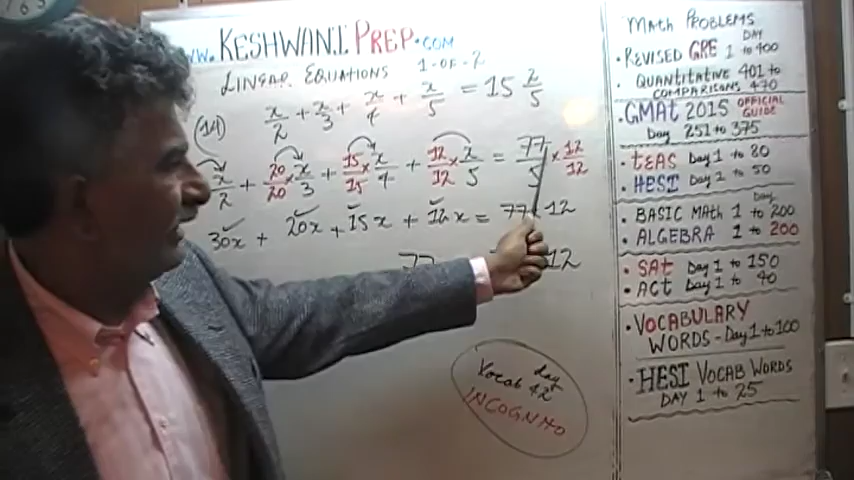 WWW.KESHWANI PREP.COM
LINEAR EQUATIONS 1-OF-2
(14) x/2 + x/3 + x/4 + x/5 = 15 2/5
x/2 + 20/20 × x/3 + 15/15 × x/4 + 12/12 × x/5 = 77/5 × 12/12
30x + 20x + 15x + 12x = 77 12
77 12
Vocab day 42
INCOGNITO
MATH PROBLEMS
• REVISED GRE DAY 1 to 400
• QUANTITATIVE 401 to
COMPARISONS 470
• GMAT 2015 OFFICIAL GUIDE
Day 251 to 375
• TEAS Day 1 to 80
• HESI Day 1 to 50
• BASIC MATH 1 to 200
• ALGEBRA 1 to 200
• SAT Day 1 to 150
• ACT Day 1 to 40
• VOCABULARY
WORDS - Day 1 to 100
• HESI VOCAB WORDS
DAY 1 to 25